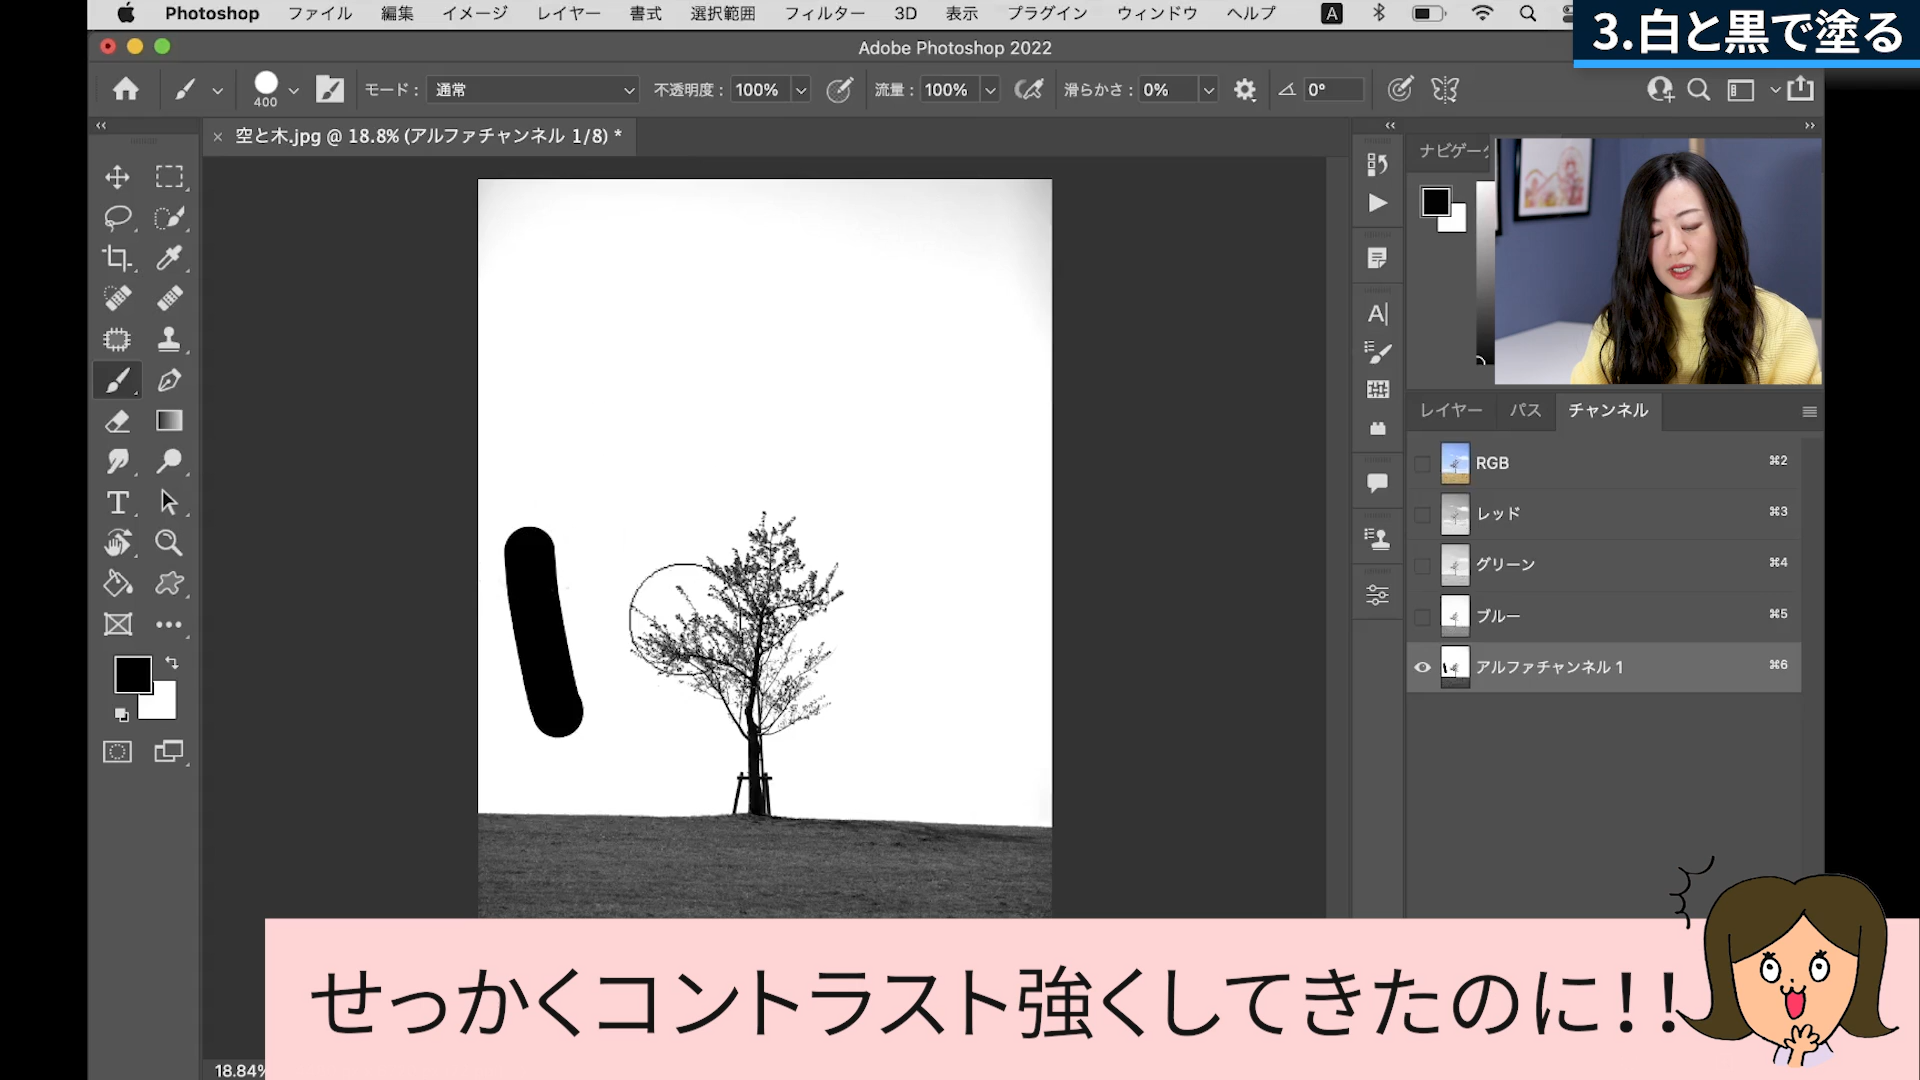 Photoshop ファイル 編集 イメージ レイヤー 書式 選択範囲 フィルター 3D 表示 プラグイン ウィンドウ ヘルプ A
3.白と黒で塗る
Adobe Photoshop 2022
400 モード： 通常 不透明度： 100% 流量： 100% 滑らかさ： 0% 0°
空と木.jpg @ 18.8% (アルファチャンネル 1/8) *
ナビゲー
レイヤー パス チャンネル
RGB ⌘2
レッド ⌘3
グリーン ⌘4
ブルー ⌘5
アルファチャンネル 1 ⌘6
せっかくコントラスト強くしてきたのに!!
18.84%